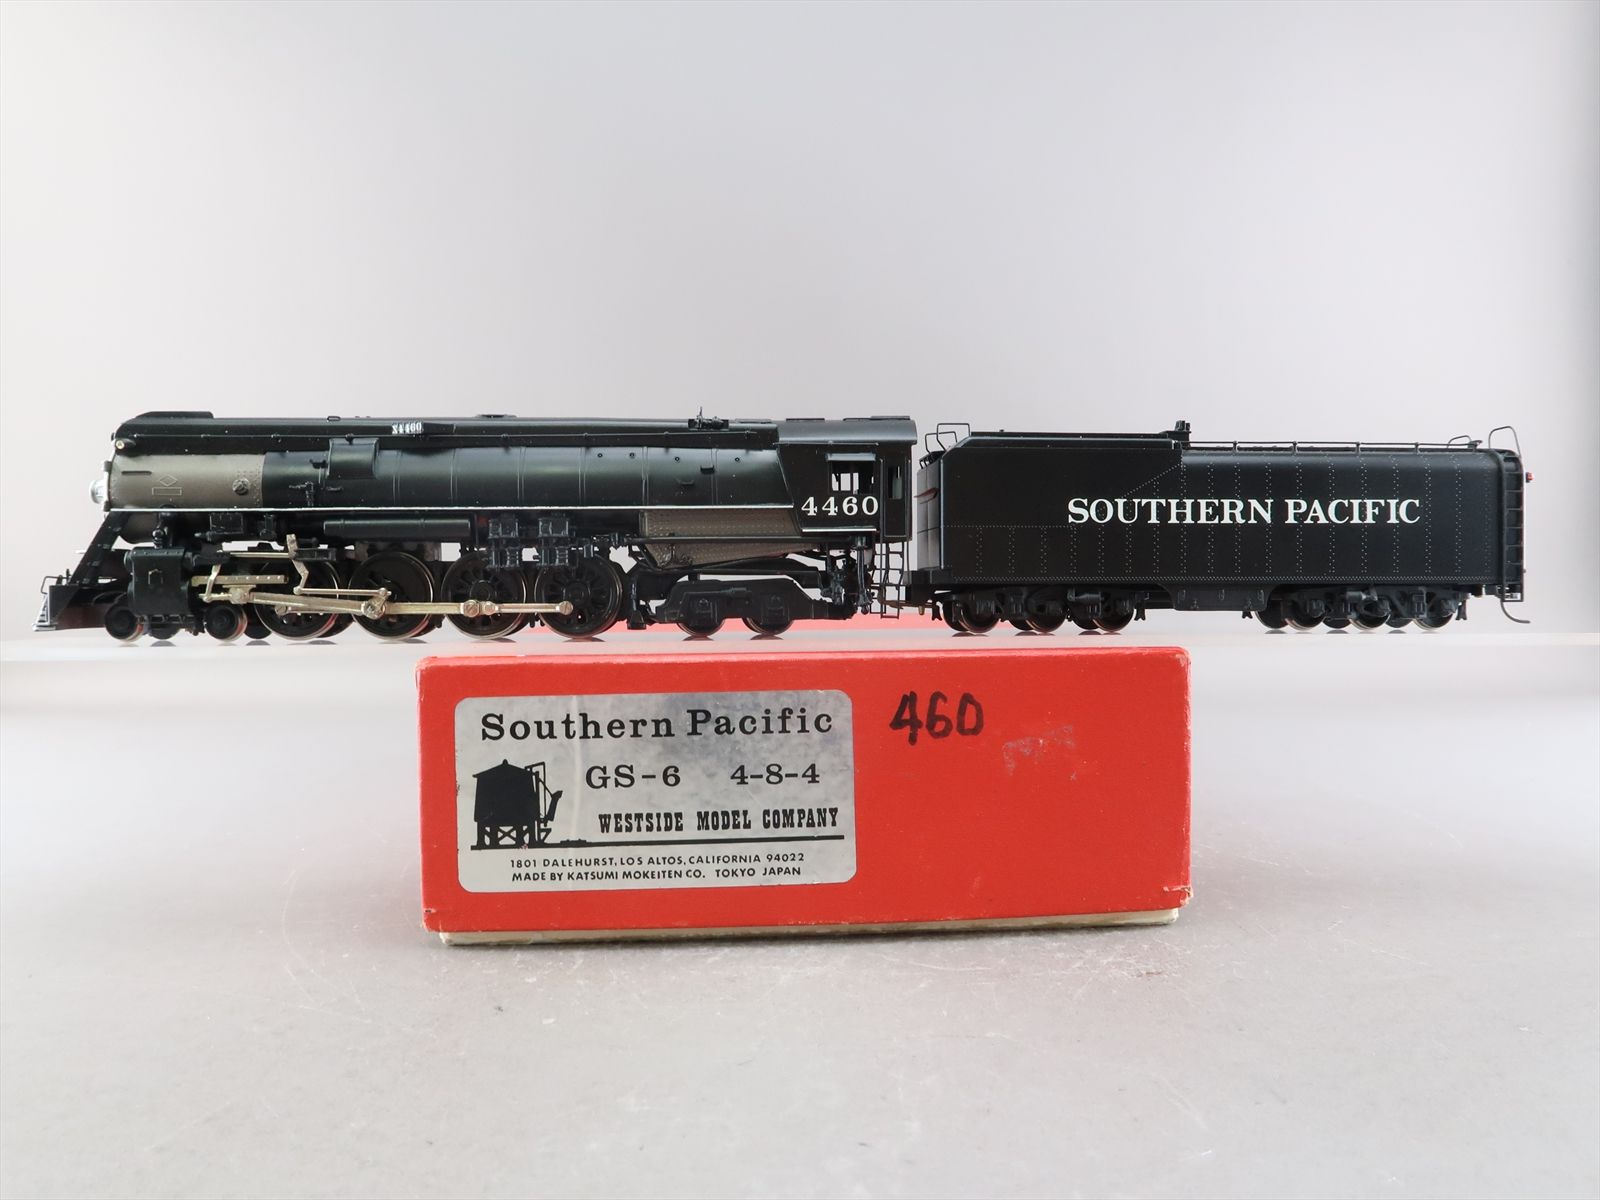 X4460
4460
SOUTHERN PACIFIC
Southern Pacific
GS-6 4-8-4
WESTSIDE MODEL COMPANY
1801 DALEHURST, LOS ALTOS, CALIFORNIA 94022
MADE BY KATSUMI MOKEITEN CO. TOKYO JAPAN
460